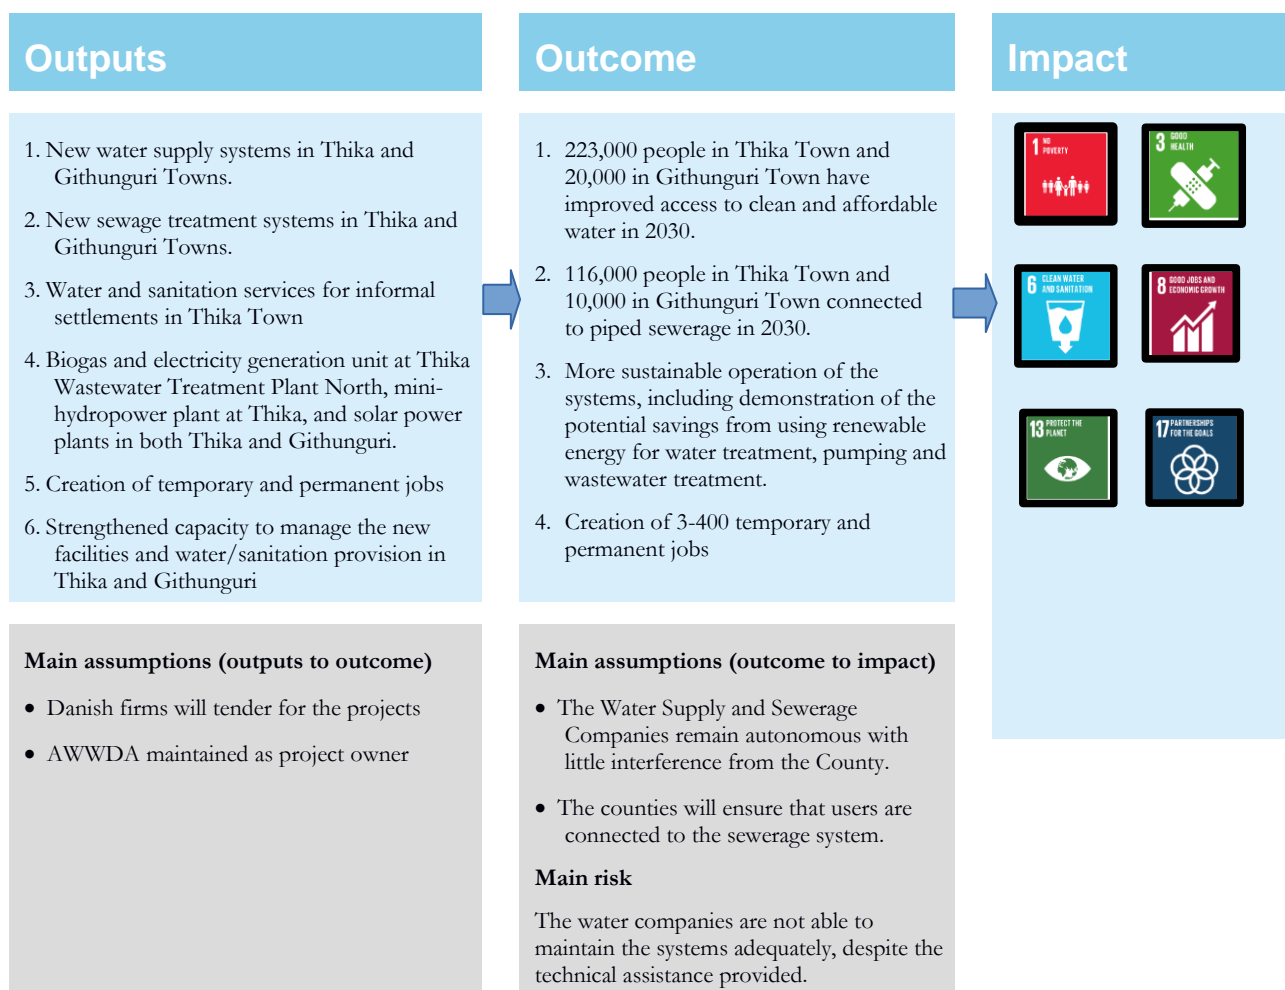 Outputs
1. New water supply systems in Thika and
Githunguri Towns.
2. New sewage treatment systems in Thika and
Githunguri Towns.
3. Water and sanitation services for informal
settlements in Thika Town
4. Biogas and electricity generation unit at Thika
Wastewater Treatment Plant North, mini-
hydropower plant at Thika, and solar power
plants in both Thika and Githunguri.
5. Creation of temporary and permanent jobs
6. Strengthened capacity to manage the new
facilities and water/sanitation provision in
Thika and Githunguri
Main assumptions (outputs to outcome)
• Danish firms will tender for the projects
• AWWDA maintained as project owner
Outcome
1. 223,000 people in Thika Town and
20,000 in Githunguri Town have
improved access to clean and affordable
water in 2030.
2. 116,000 people in Thika Town and
10,000 in Githunguri Town connected
to piped sewerage in 2030.
3. More sustainable operation of the
systems, including demonstration of the
potential savings from using renewable
energy for water treatment, pumping and
wastewater treatment.
4. Creation of 3-400 temporary and
permanent jobs
Main assumptions (outcome to impact)
• The Water Supply and Sewerage
Companies remain autonomous with
little interference from the County.
• The counties will ensure that users are
connected to the sewerage system.
Main risk
The water companies are not able to
maintain the systems adequately, despite the
technical assistance provided.
Impact
1 NO
POVERTY
3 GOOD
HEALTH
6 CLEAN WATER
AND SANITATION
8 GOOD JOBS AND
ECONOMIC GROWTH
13 PROTECT THE
PLANET
17 PARTNERSHIPS
FOR THE GOALS